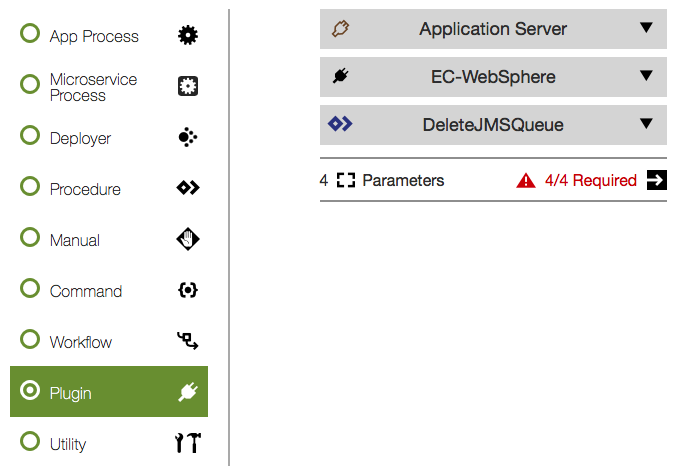 App Process
Microservice
Process
Deployer
Procedure
Manual
Command
Workflow
Plugin
Utility
Application Server
EC-WebSphere
DeleteJMSQueue
4 Parameters 4/4 Required